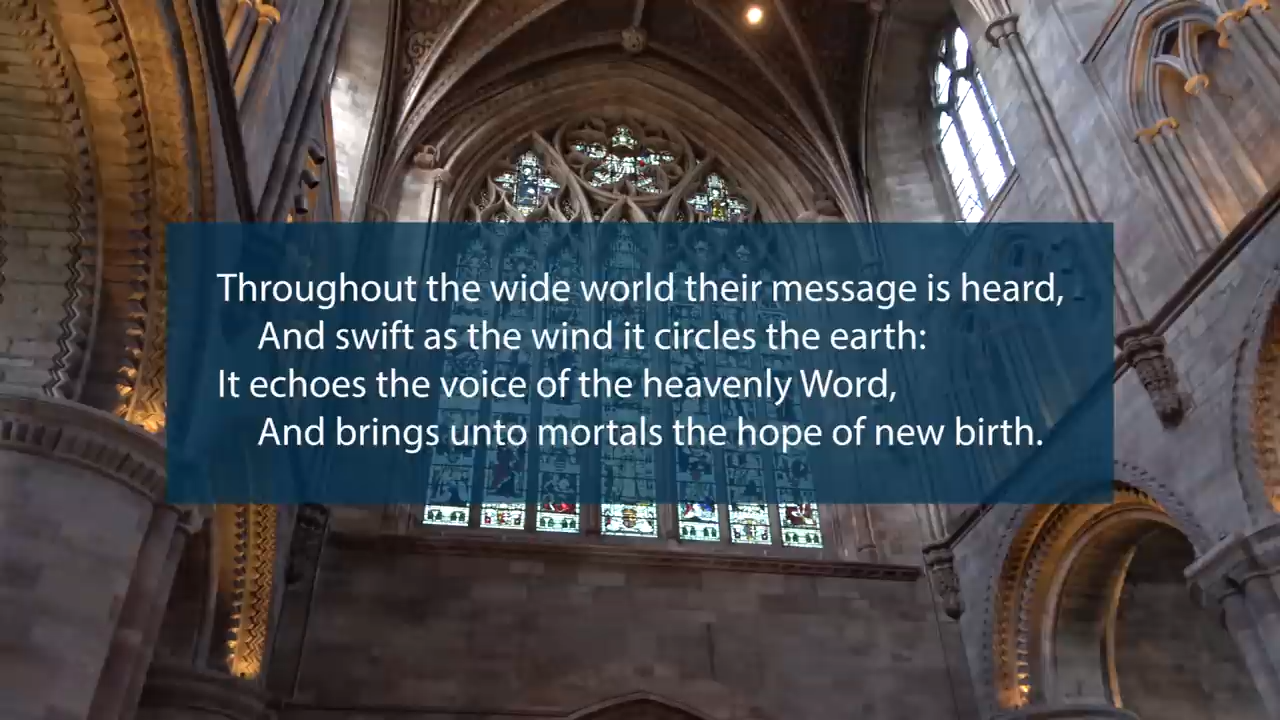 Throughout the wide world their message is heard,
And swift as the wind it circles the earth:
It echoes the voice of the heavenly Word,
And brings unto mortals the hope of new birth.